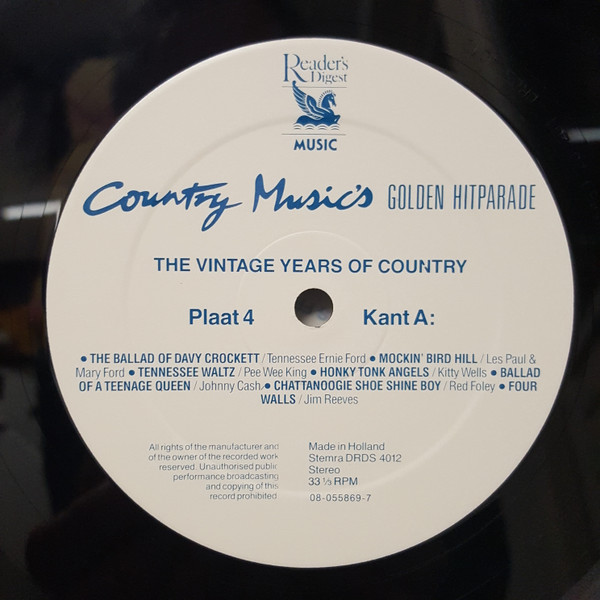 Reader's
Digest
MUSIC
Country Music's GOLDEN HITPARADE
THE VINTAGE YEARS OF COUNTRY
Plaat 4 Kant A:
• THE BALLAD OF DAVY CROCKETT / Tennessee Ernie Ford • MOCKIN' BIRD HILL / Les Paul &
Mary Ford • TENNESSEE WALTZ / Pee Wee King • HONKY TONK ANGELS / Kitty Wells • BALLAD
OF A TEENAGE QUEEN / Johnny Cash • CHATTANOOGIE SHOE SHINE BOY / Red Foley • FOUR
WALLS / Jim Reeves
All rights of the manufacturer and
of the owner of the recorded work
reserved. Unauthorised public
performance broadcasting
and copying of this
record prohibited
Made in Holland
Stemra DRDS 4012
Stereo
33 ⅓ RPM
08-055869-7